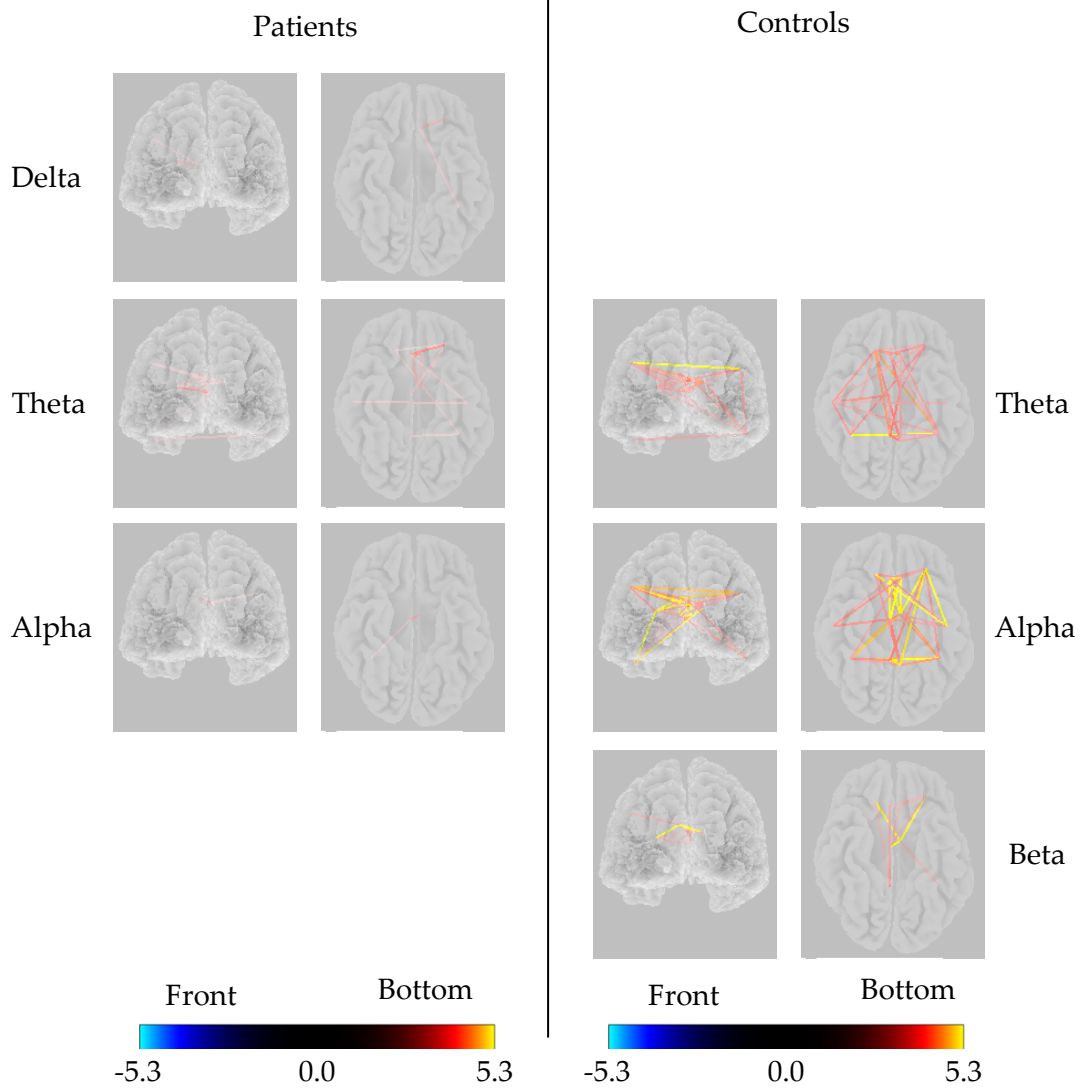 Patients
Controls
Delta
Theta
Theta
Alpha
Alpha
Beta
Front
Bottom
Front
Bottom
-5.3
0.0
5.3
-5.3
0.0
5.3